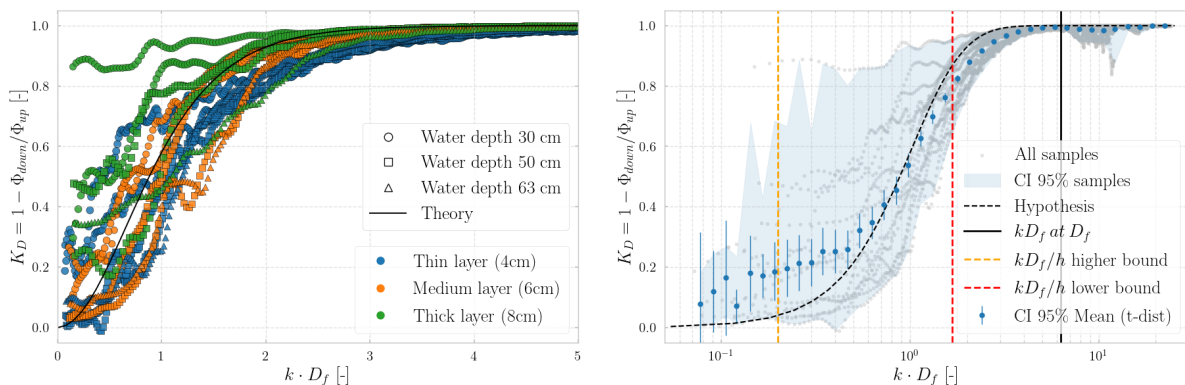 1.0
0.8
0.6
0.4
0.2
0.0
K_D = 1 − Φ_down/Φ_up [-]
Water depth 30 cm
Water depth 50 cm
Water depth 63 cm
Theory
Thin layer (4cm)
Medium layer (6cm)
Thick layer (8cm)
0 1 2 3 4 5
k · D_f [-]
1.0
0.8
0.6
0.4
0.2
0.0
K_D = 1 − Φ_down/Φ_up [-]
All samples
CI 95% samples
Hypothesis
kD_f at D_f
kD_f/h higher bound
kD_f/h lower bound
CI 95% Mean (t-dist)
10⁻¹ 10⁰ 10¹
k · D_f [-]